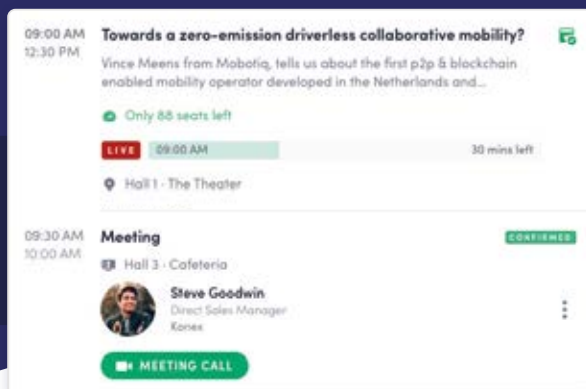 09:00 AM
12:30 PM
Towards a zero-emission driverless collaborative mobility?
Vince Meens from Mobotiq, tells us about the first p2p & blockchain
enabled mobility operator developed in the Netherlands and...
Only 88 seats left
LIVE 09:00 AM 30 mins left
Hall 1 · The Theater
09:30 AM
10:00 AM
Meeting
CONFIRMED
Hall 3 · Cafeteria
Steve Goodwin
Direct Sales Manager
Konex
MEETING CALL